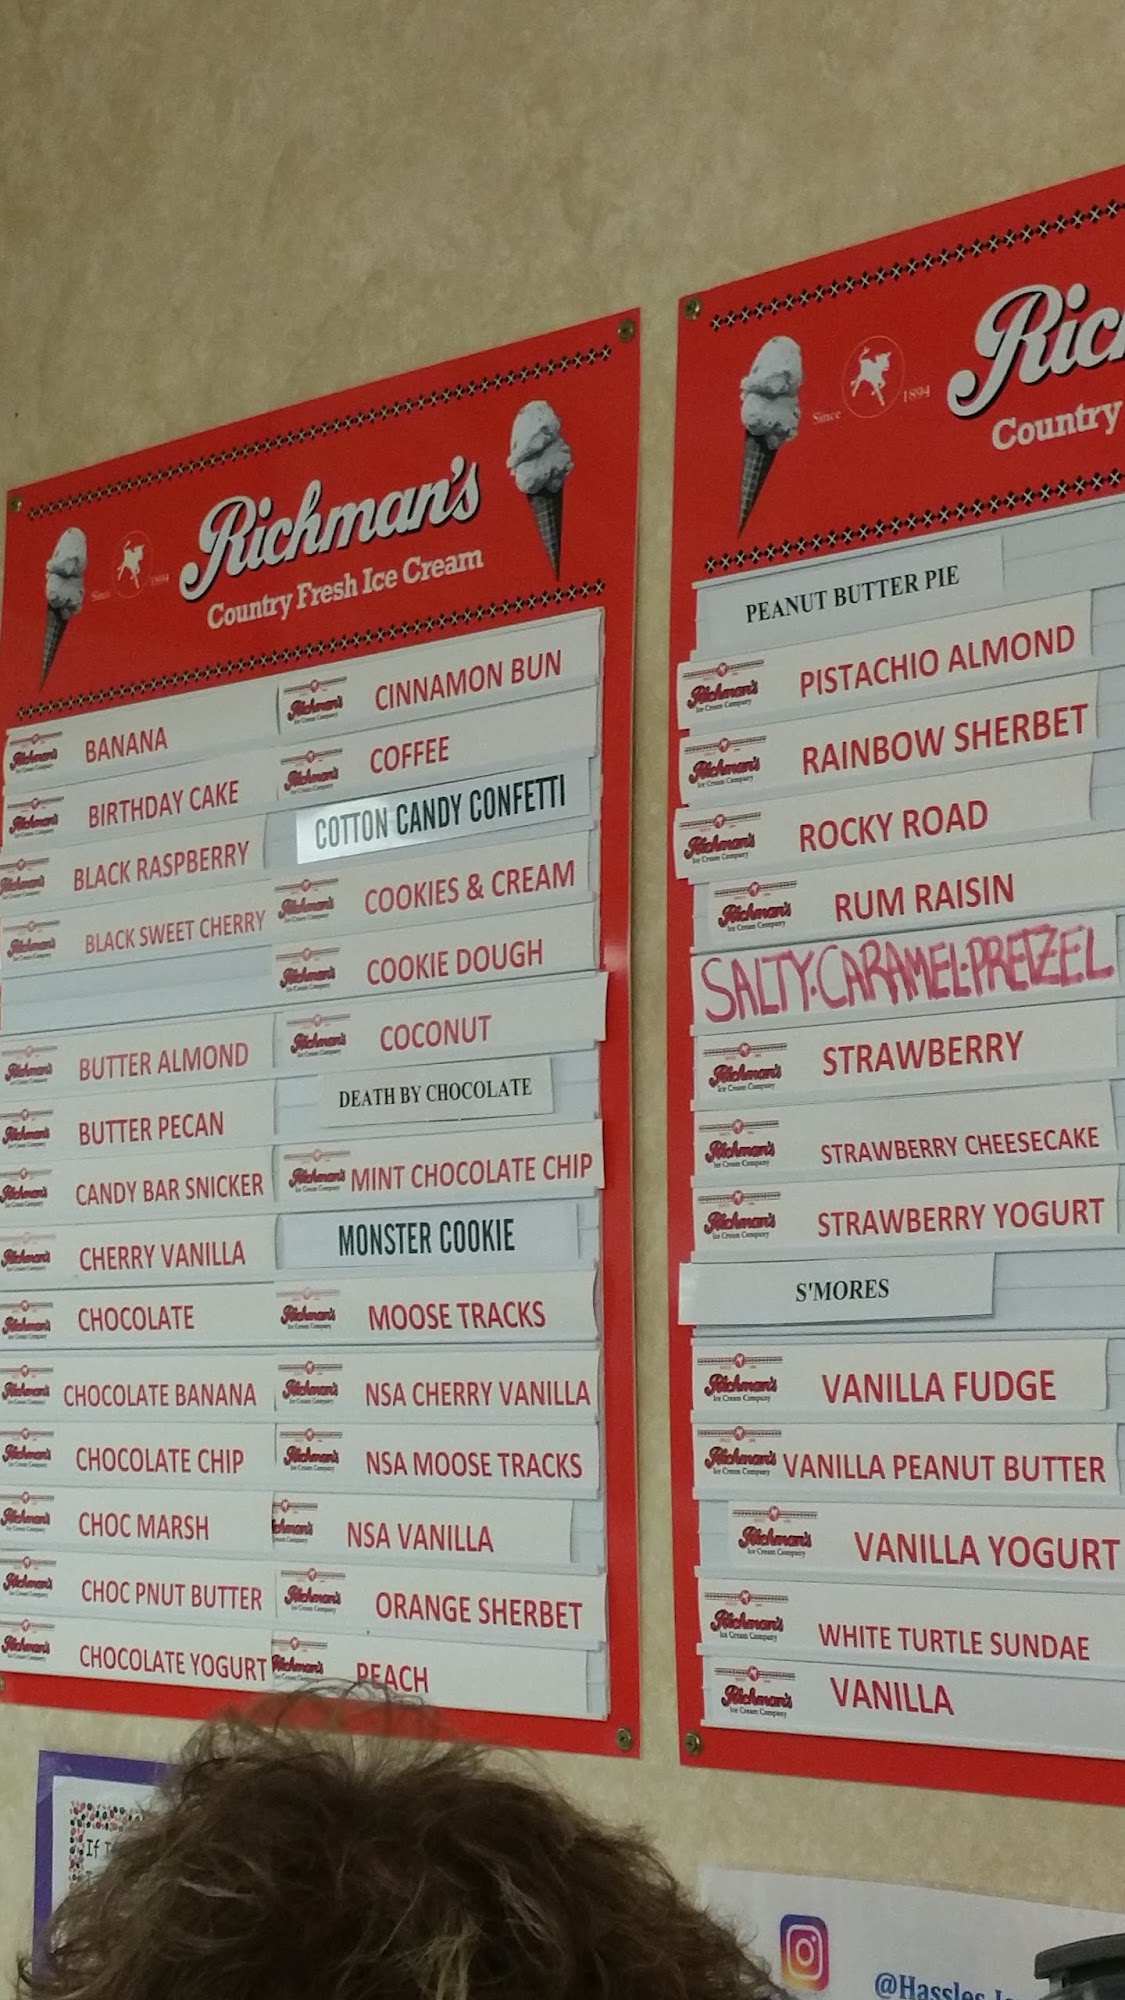 Richman's
Country Fresh Ice Cream
Since 1894
BANANA
BIRTHDAY CAKE
BLACK RASPBERRY
BLACK SWEET CHERRY
BUTTER ALMOND
BUTTER PECAN
CANDY BAR SNICKER
CHERRY VANILLA
CHOCOLATE
CHOCOLATE BANANA
CHOCOLATE CHIP
CHOC MARSH
CHOC PNUT BUTTER
CHOCOLATE YOGURT
CINNAMON BUN
COFFEE
COTTON CANDY CONFETTI
COOKIES & CREAM
COOKIE DOUGH
COCONUT
DEATH BY CHOCOLATE
MINT CHOCOLATE CHIP
MONSTER COOKIE
MOOSE TRACKS
NSA CHERRY VANILLA
NSA MOOSE TRACKS
NSA VANILLA
ORANGE SHERBET
PEACH
Since 1894
Rich
Country
PEANUT BUTTER PIE
PISTACHIO ALMOND
RAINBOW SHERBET
ROCKY ROAD
RUM RAISIN
SALTY·CARAMEL·PRETZEL
STRAWBERRY
STRAWBERRY CHEESECAKE
STRAWBERRY YOGURT
S'MORES
VANILLA FUDGE
VANILLA PEANUT BUTTER
VANILLA YOGURT
WHITE TURTLE SUNDAE
VANILLA
If
@Hassles